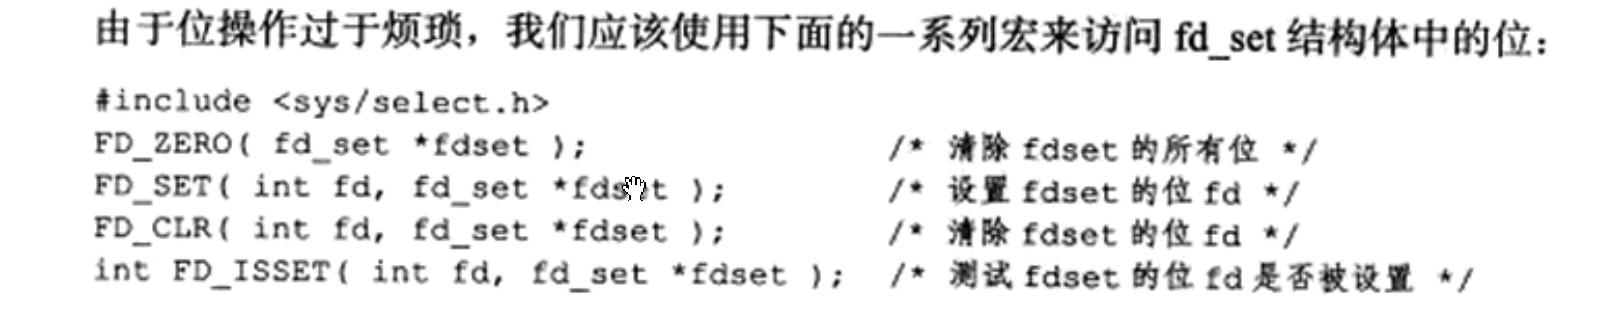 由于位操作过于烦琐，我们应该使用下面的一系列宏来访问 fd_set 结构体中的位：
#include <sys/select.h>
FD_ZERO( fd_set *fdset );    /* 清除 fdset 的所有位 */
FD_SET( int fd, fd_set *fdset );    /* 设置 fdset 的位 fd */
FD_CLR( int fd, fd_set *fdset );    /* 清除 fdset 的位 fd */
int FD_ISSET( int fd, fd_set *fdset );    /* 测试 fdset 的位 fd 是否被设置 */